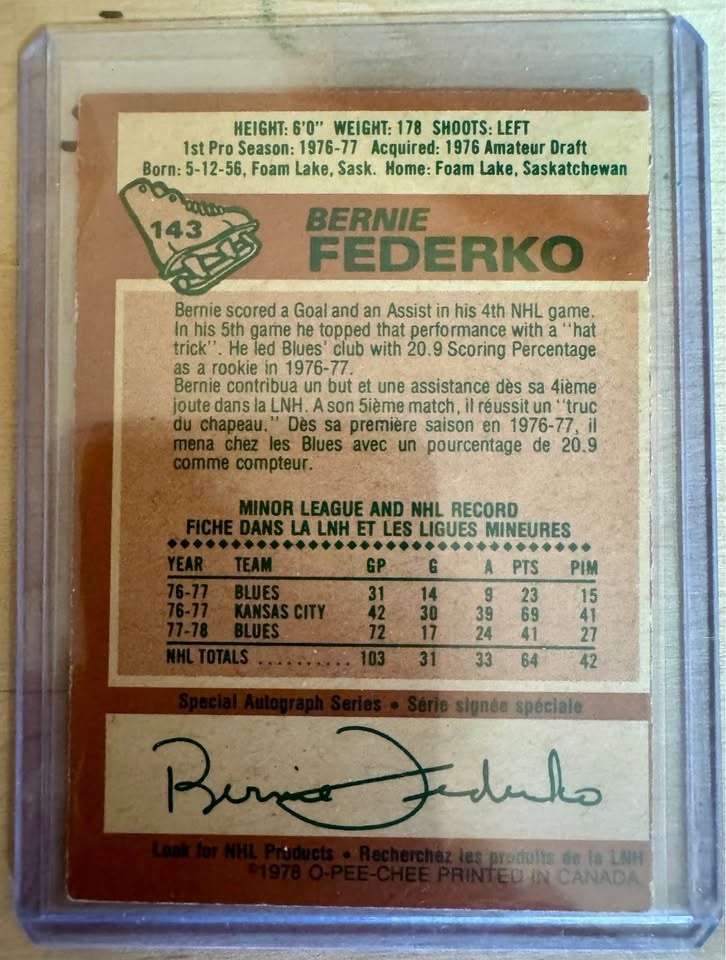 HEIGHT: 6'0" WEIGHT: 178 SHOOTS: LEFT
1st Pro Season: 1976-77 Acquired: 1976 Amateur Draft
Born: 5-12-56, Foam Lake, Sask. Home: Foam Lake, Saskatchewan
143
BERNIE
FEDERKO
Bernie scored a Goal and an Assist in his 4th NHL game.
In his 5th game he topped that performance with a "hat
trick". He led Blues' club with 20.9 Scoring Percentage
as a rookie in 1976-77.
Bernie contribua un but et une assistance dès sa 4ième
joute dans la LNH. A son 5ième match, il réussit un "truc
du chapeau." Dès sa première saison en 1976-77, il
mena chez les Blues avec un pourcentage de 20.9
comme compteur.
MINOR LEAGUE AND NHL RECORD
FICHE DANS LA LNH ET LES LIGUES MINEURES
YEAR TEAM GP G A PTS PIM
76-77 BLUES 31 14 9 23 15
76-77 KANSAS CITY 42 30 39 69 41
77-78 BLUES 72 17 24 41 27
NHL TOTALS .......... 103 31 33 64 42
Special Autograph Series • Série signée spéciale
Bernie Federko
Look for NHL Products • Recherchez les produits de la LNH
©1978 O-PEE-CHEE PRINTED IN CANADA